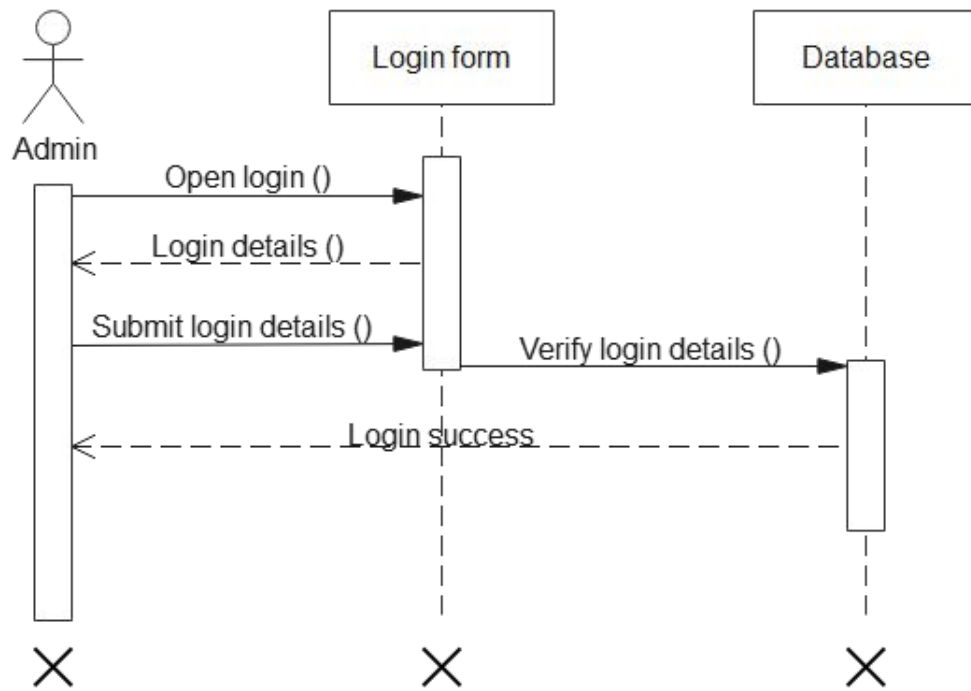 Login form
Database
Admin
Open login ()
Login details ()
Submit login details ()
Verify login details ()
Login success